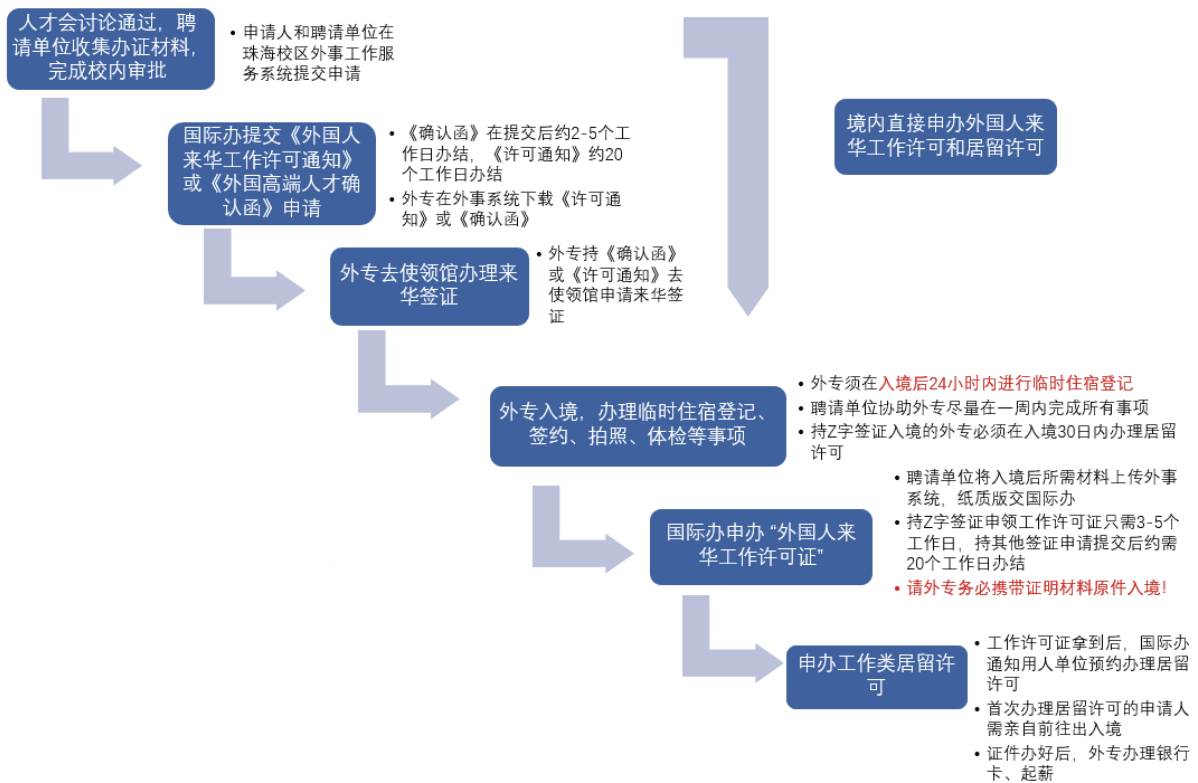 人才会讨论通过，聘
请单位收集办证材料，
完成校内审批
• 申请人和聘请单位在
珠海校区外事工作服
务系统提交申请
境内直接申办外国人来
华工作许可和居留许可
国际办提交《外国人
来华工作许可通知》
或《外国高端人才确
认函》申请
• 《确认函》在提交后约2-5个工
作日办结，《许可通知》约20
个工作日办结
• 外专在外事系统下载《许可通
知》或《确认函》
外专去使领馆办理来
华签证
• 外专持《确认函》
或《许可通知》去
使领馆申请来华签
证
外专入境，办理临时住宿登记、
签约、拍照、体检等事项
• 外专须在入境后24小时内进行临时住宿登记
• 聘请单位协助外专尽量在一周内完成所有事项
• 持Z字签证入境的外专必须在入境30日内办理居留
许可
国际办申办 “外国人来
华工作许可证”
• 聘请单位将入境后所需材料上传外事
系统，纸质版交国际办
• 持Z字签证申领工作许可证只需3-5个
工作日，持其他签证申请提交后约需
20个工作日办结
• 请外专务必携带证明材料原件入境！
申办工作类居留许
可
• 工作许可证拿到后，国际办
通知用人单位预约办理居留
许可
• 首次办理居留许可的申请人
需亲自前往出入境
• 证件办好后，外专办理银行
卡、起薪